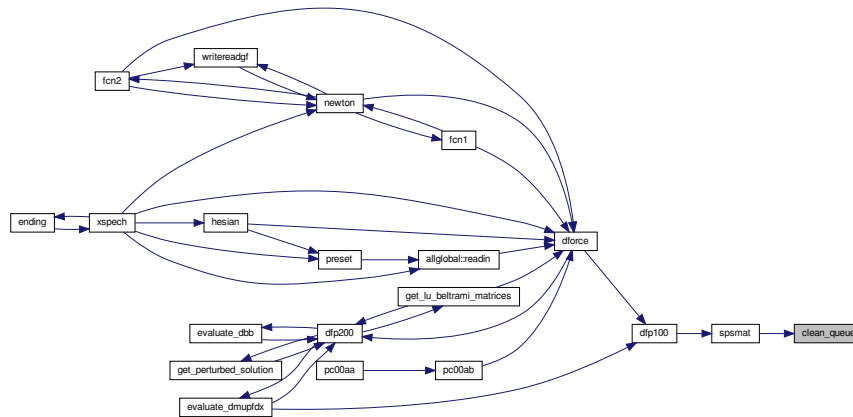 writereadgf
fcn2
newton
fcn1
ending
xspech
hesian
dforce
preset
allglobal::readin
get_lu_beltrami_matrices
evaluate_dbb
dfp200
dfp100
spsmat
clean_queue
get_perturbed_solution
pc00aa
pc00ab
evaluate_dmupfdx